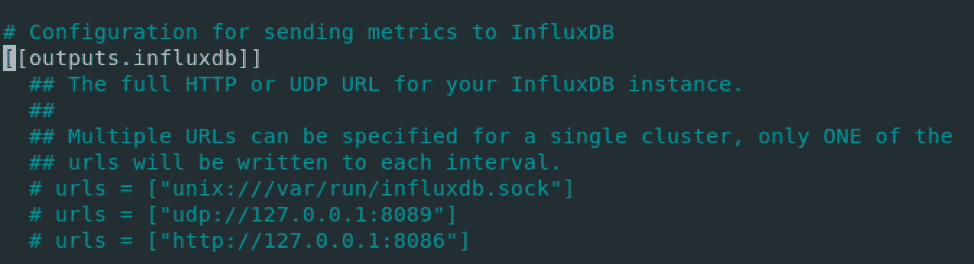 # Configuration for sending metrics to InfluxDB
[[outputs.influxdb]]
## The full HTTP or UDP URL for your InfluxDB instance.
##
## Multiple URLs can be specified for a single cluster, only ONE of the
## urls will be written to each interval.
# urls = ["unix:///var/run/influxdb.sock"]
# urls = ["udp://127.0.0.1:8089"]
# urls = ["http://127.0.0.1:8086"]